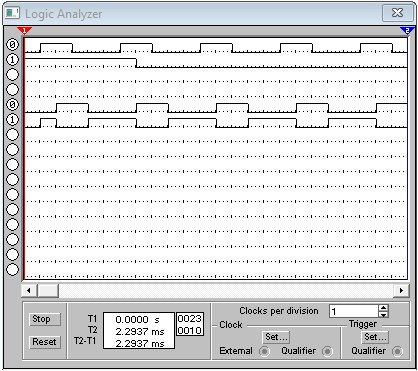 Logic Analyzer
1 2
0
1
0
1
Stop
Reset
T1 0.0000 s 0023
T2 2.2937 ms 0010
T2-T1 2.2937 ms
Clocks per division 1
Clock Trigger
Set... Set...
External Qualifier Qualifier